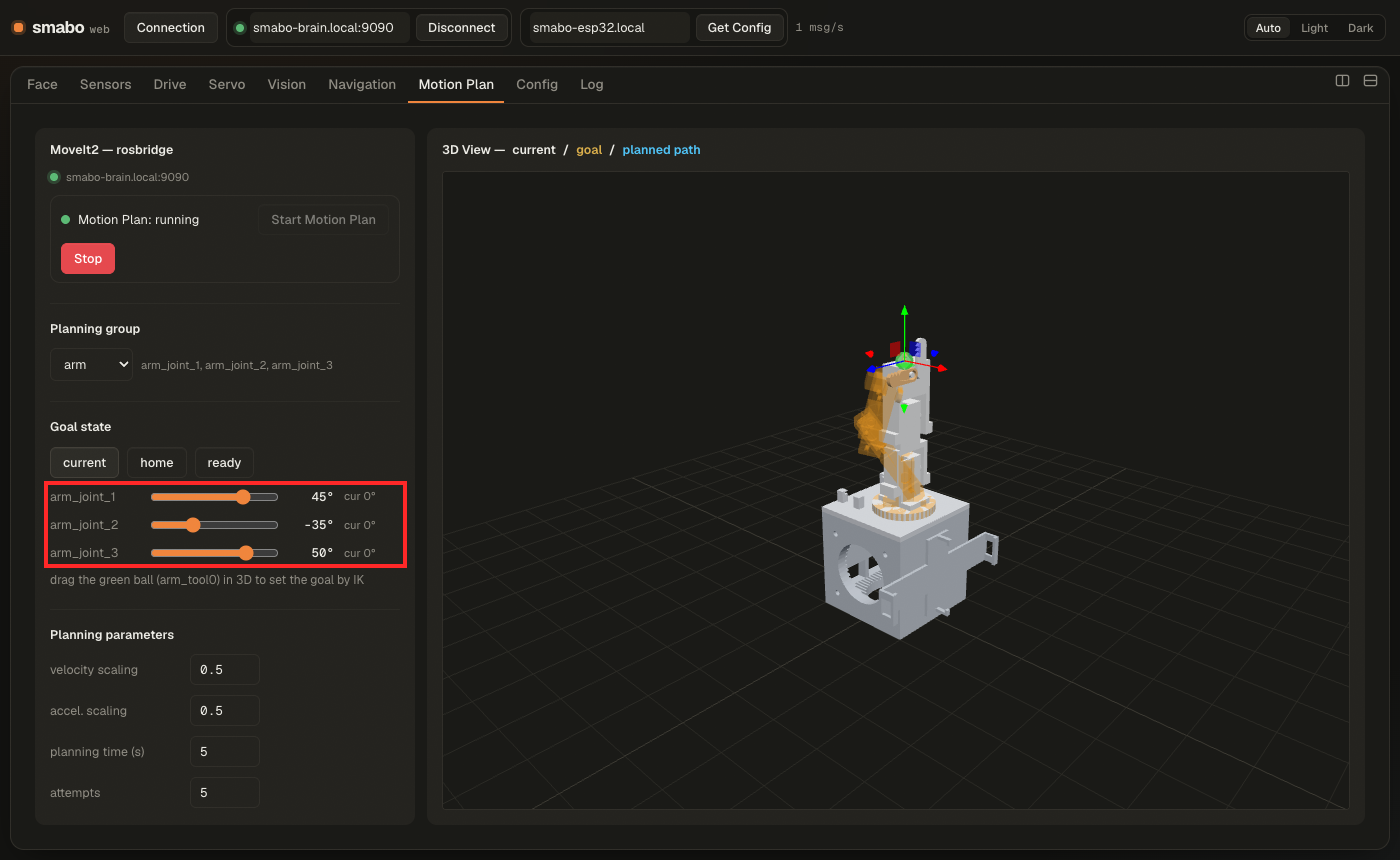 smabo web Connection smabo-brain.local:9090 Disconnect smabo-esp32.local Get Config 1 msg/s Auto Light Dark
Face Sensors Drive Servo Vision Navigation Motion Plan Config Log
MoveIt2 — rosbridge
smabo-brain.local:9090
Motion Plan: running Start Motion Plan
Stop
Planning group
arm arm_joint_1, arm_joint_2, arm_joint_3
Goal state
current home ready
arm_joint_1 45° cur 0°
arm_joint_2 -35° cur 0°
arm_joint_3 50° cur 0°
drag the green ball (arm_tool0) in 3D to set the goal by IK
Planning parameters
velocity scaling 0.5
accel. scaling 0.5
planning time (s) 5
attempts 5
3D View — current / goal / planned path